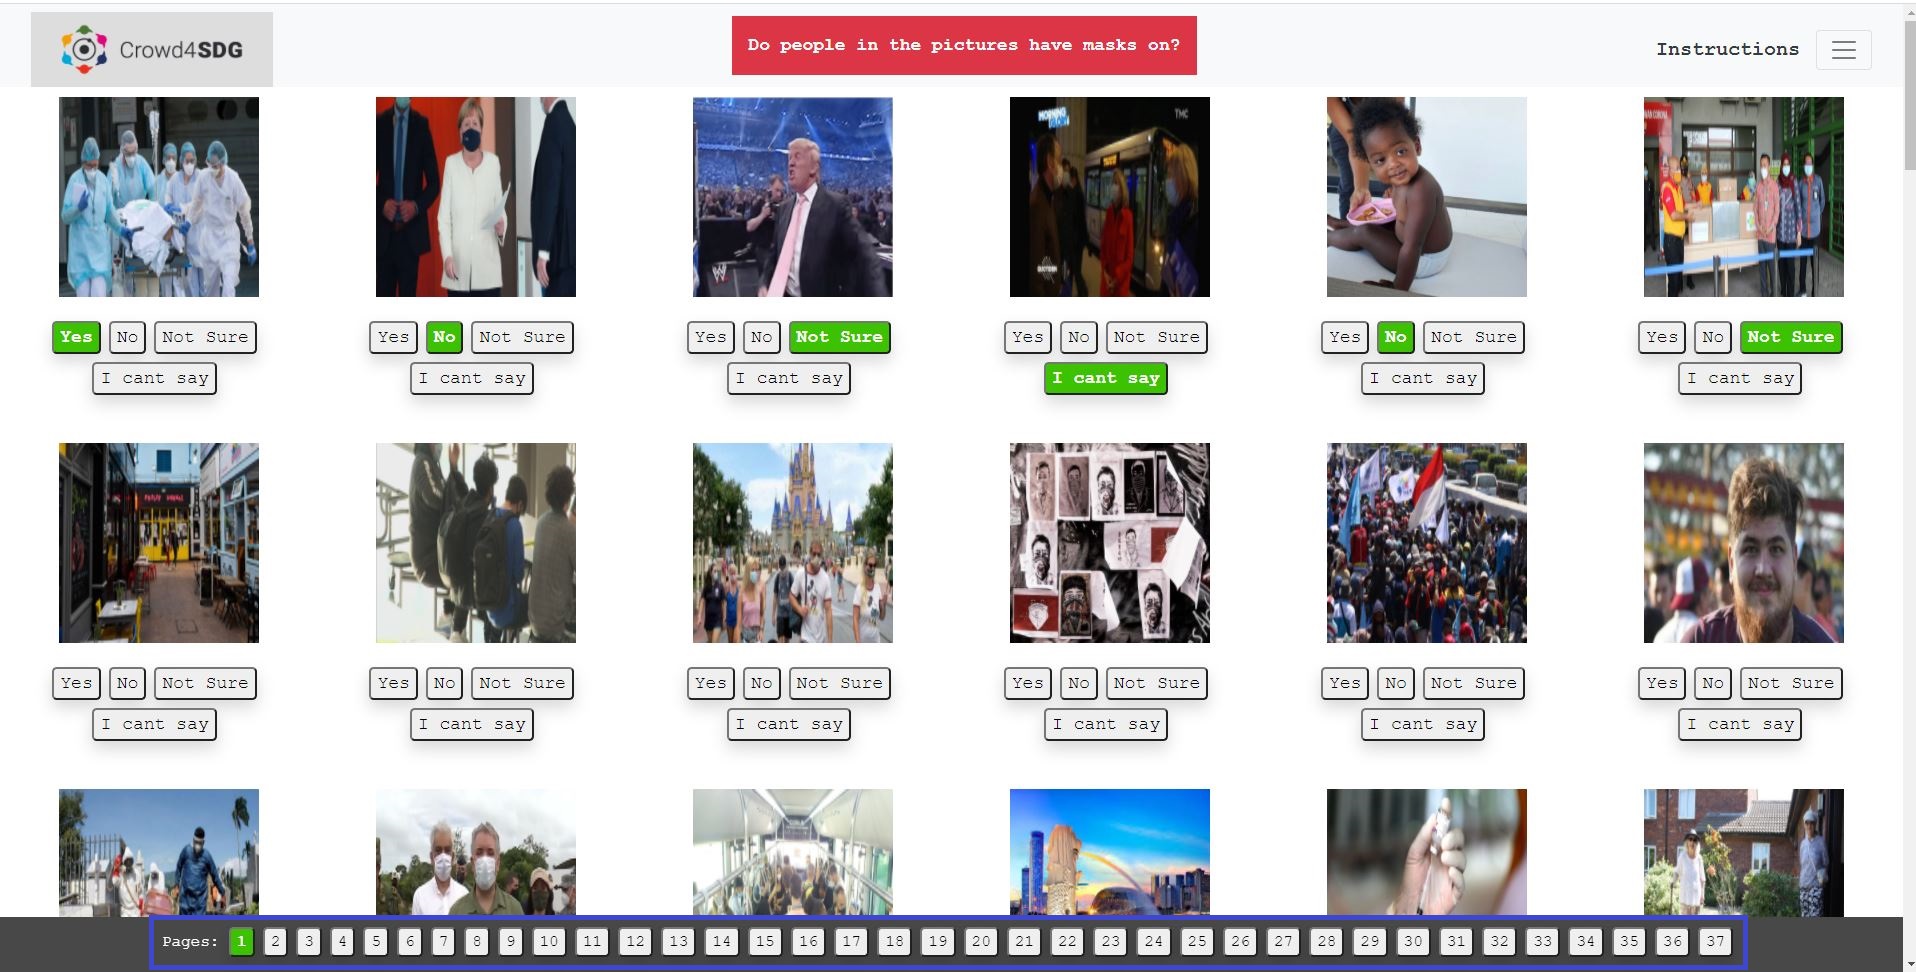 Crowd4SDG
Do people in the pictures have masks on?
Instructions
MORNING
TMC
QUOTIDIEN
Yes No Not Sure Yes No Not Sure Yes No Not Sure Yes No Not Sure Yes No Not Sure Yes No Not Sure
I cant say I cant say I cant say I cant say I cant say I cant say
Yes No Not Sure Yes No Not Sure Yes No Not Sure Yes No Not Sure Yes No Not Sure Yes No Not Sure
I cant say I cant say I cant say I cant say I cant say I cant say
Pages: 1 2 3 4 5 6 7 8 9 10 11 12 13 14 15 16 17 18 19 20 21 22 23 24 25 26 27 28 29 30 31 32 33 34 35 36 37